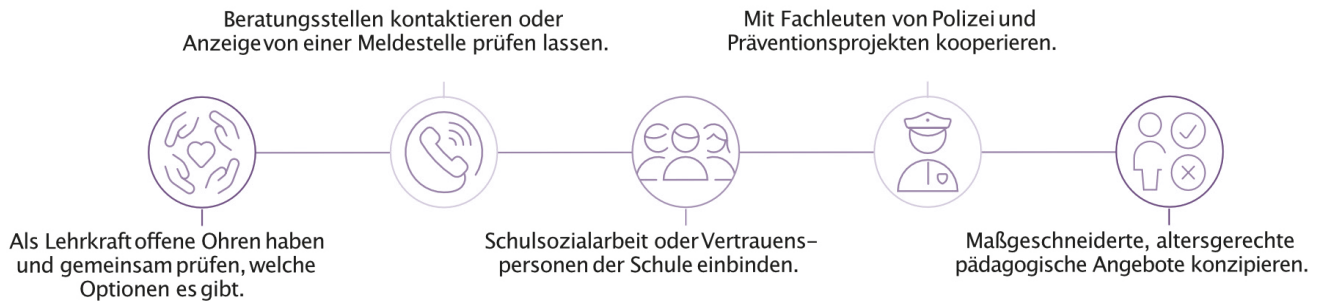 Beratungsstellen kontaktieren oder
Anzeige von einer Meldestelle prüfen lassen.
Mit Fachleuten von Polizei und
Präventionsprojekten kooperieren.
Als Lehrkraft offene Ohren haben
und gemeinsam prüfen, welche
Optionen es gibt.
Schulsozialarbeit oder Vertrauens-
personen der Schule einbinden.
Maßgeschneiderte, altersgerechte
pädagogische Angebote konzipieren.